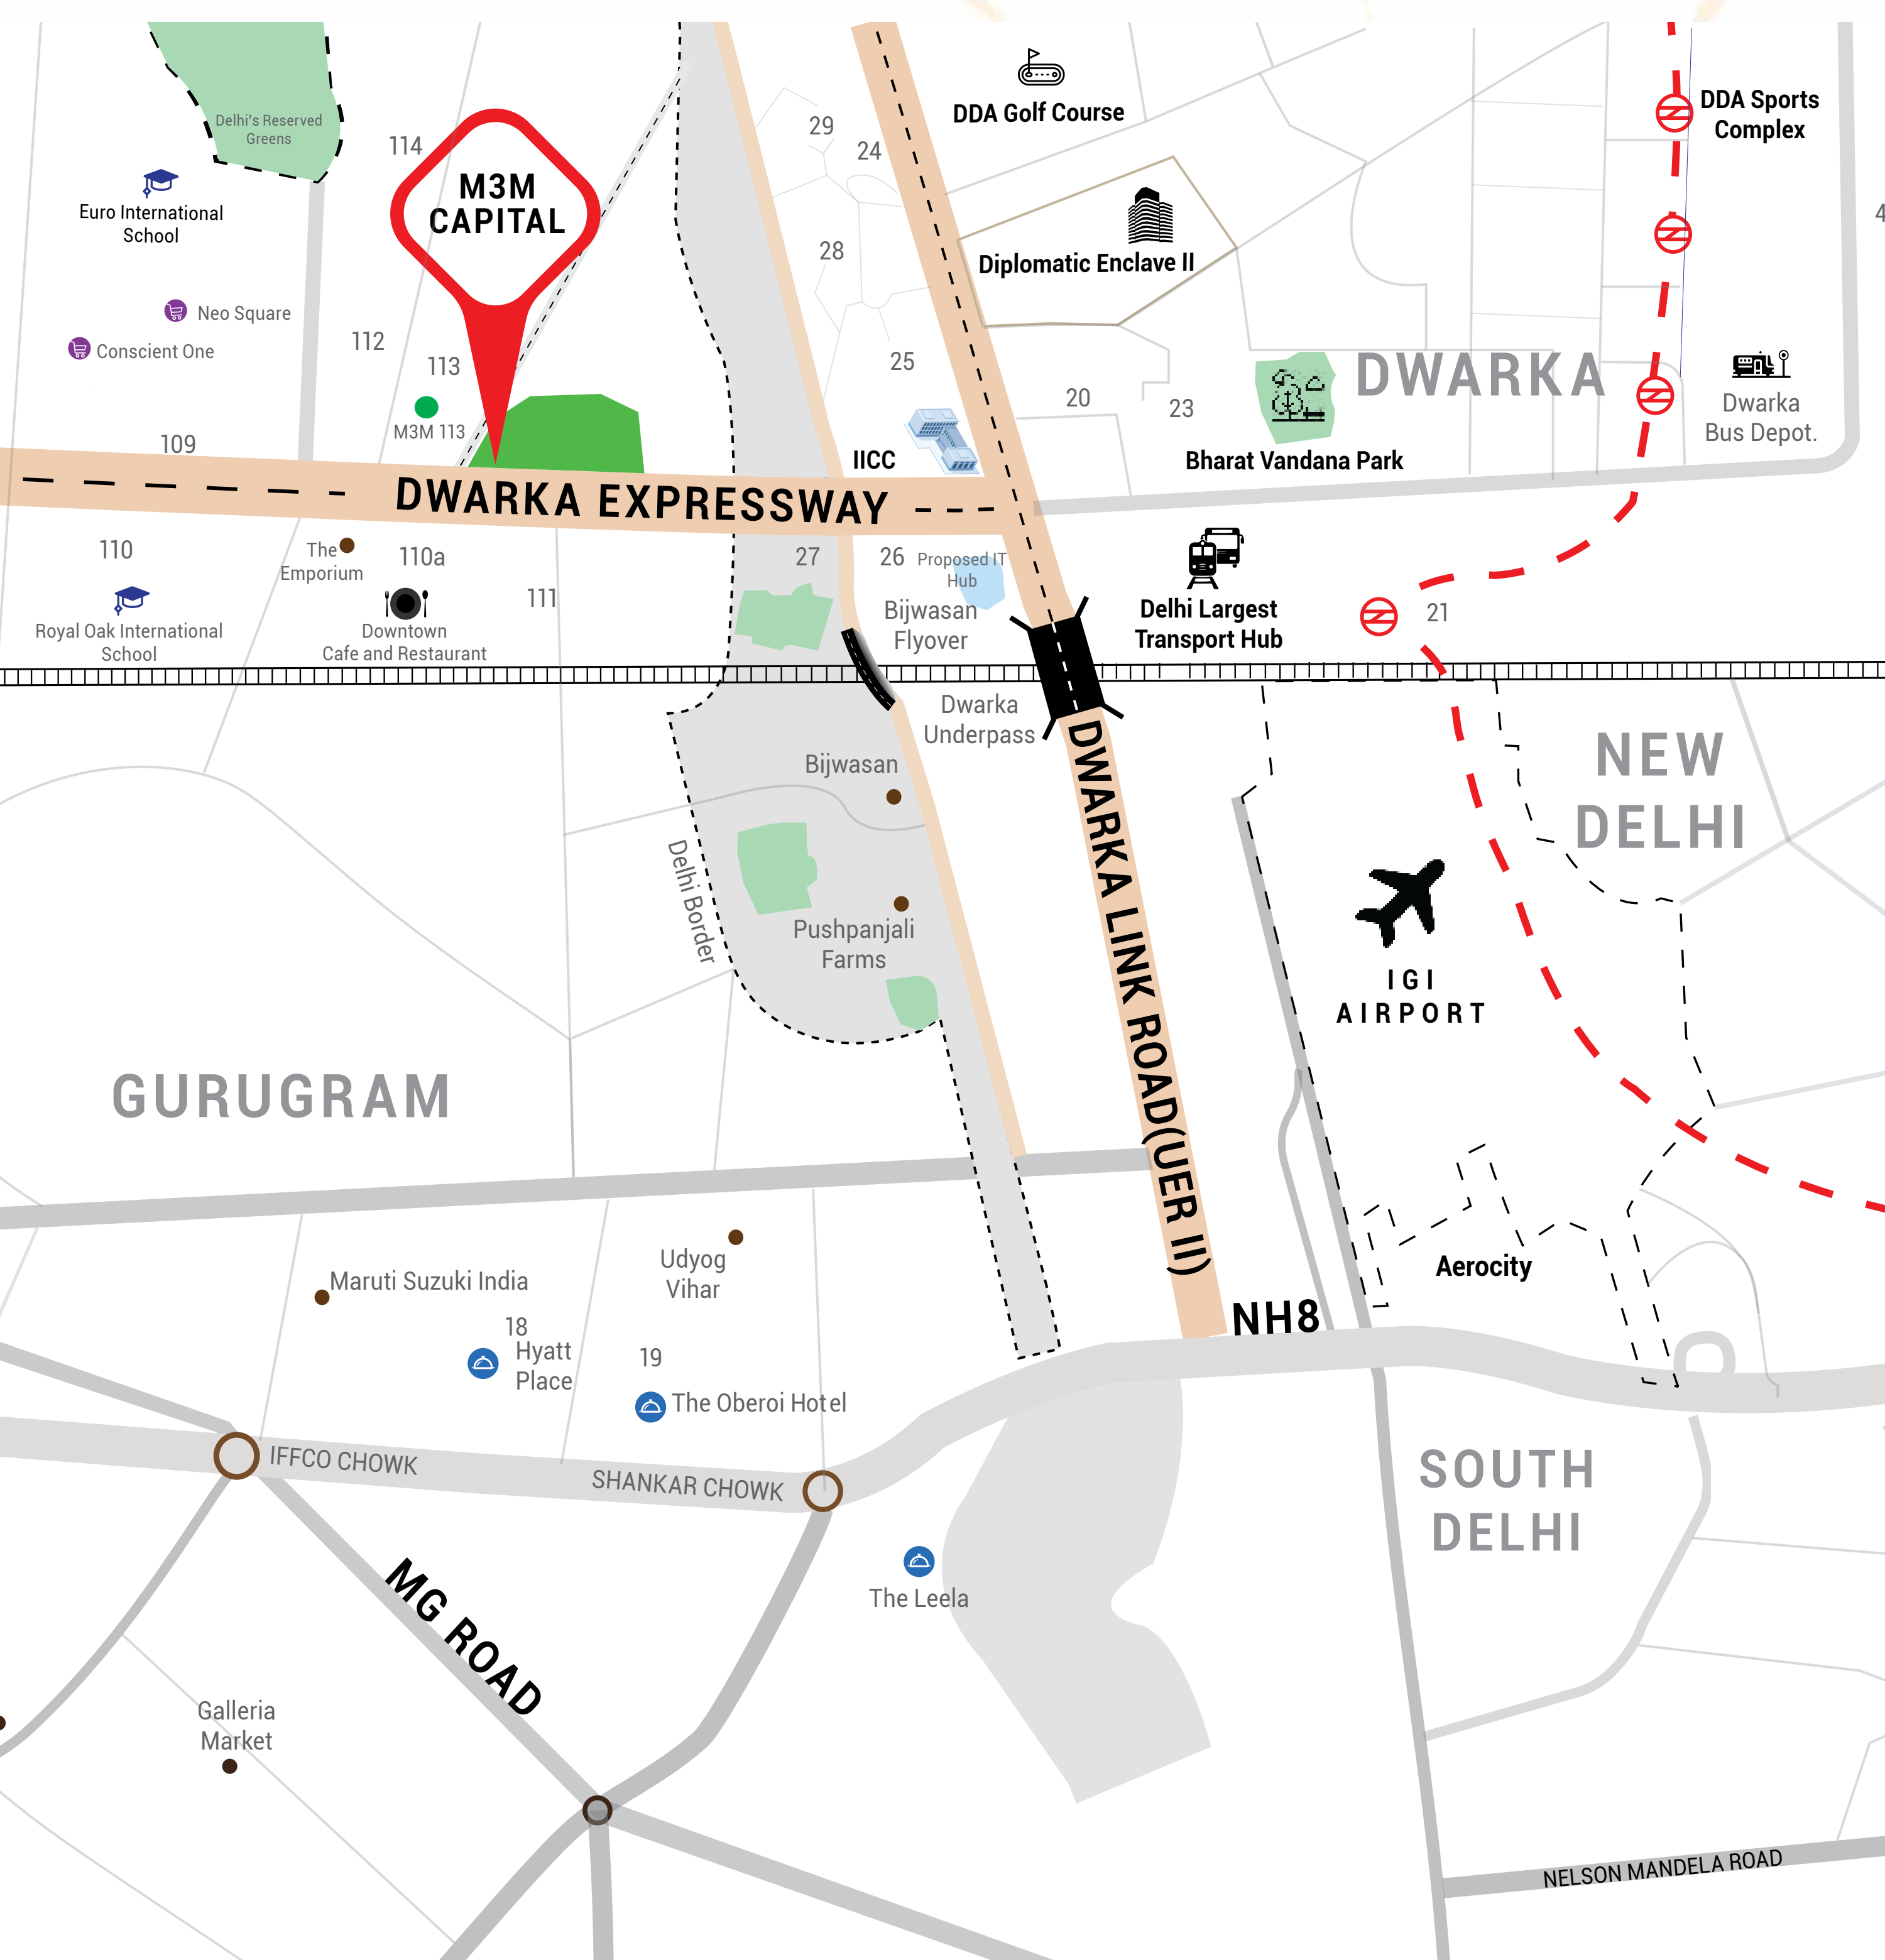 Delhi's Reserved
Greens
114
M3M
CAPITAL
Euro International
School
Neo Square
Conscient One
112
113
M3M 113
109
29
24
28
25
DDA Golf Course
Diplomatic Enclave II
DDA Sports
Complex
4
20
23
DWARKA
Dwarka
Bus Depot.
IICC
Bharat Vandana Park
DWARKA EXPRESSWAY
110
The
Emporium
110a
111
Royal Oak International
School
Downtown
Cafe and Restaurant
27
26
Proposed IT
Hub
Bijwasan
Flyover
Delhi Largest
Transport Hub
21
Dwarka
Underpass
NEW
DELHI
Bijwasan
Delhi Border
Pushpanjali
Farms
DWARKA LINK ROAD(UER II)
IGI
AIRPORT
GURUGRAM
Udyog
Vihar
Maruti Suzuki India
18
Hyatt
Place
19
The Oberoi Hotel
Aerocity
NH8
IFFCO CHOWK
SHANKAR CHOWK
SOUTH
DELHI
The Leela
MG ROAD
Galleria
Market
NELSON MANDELA ROAD